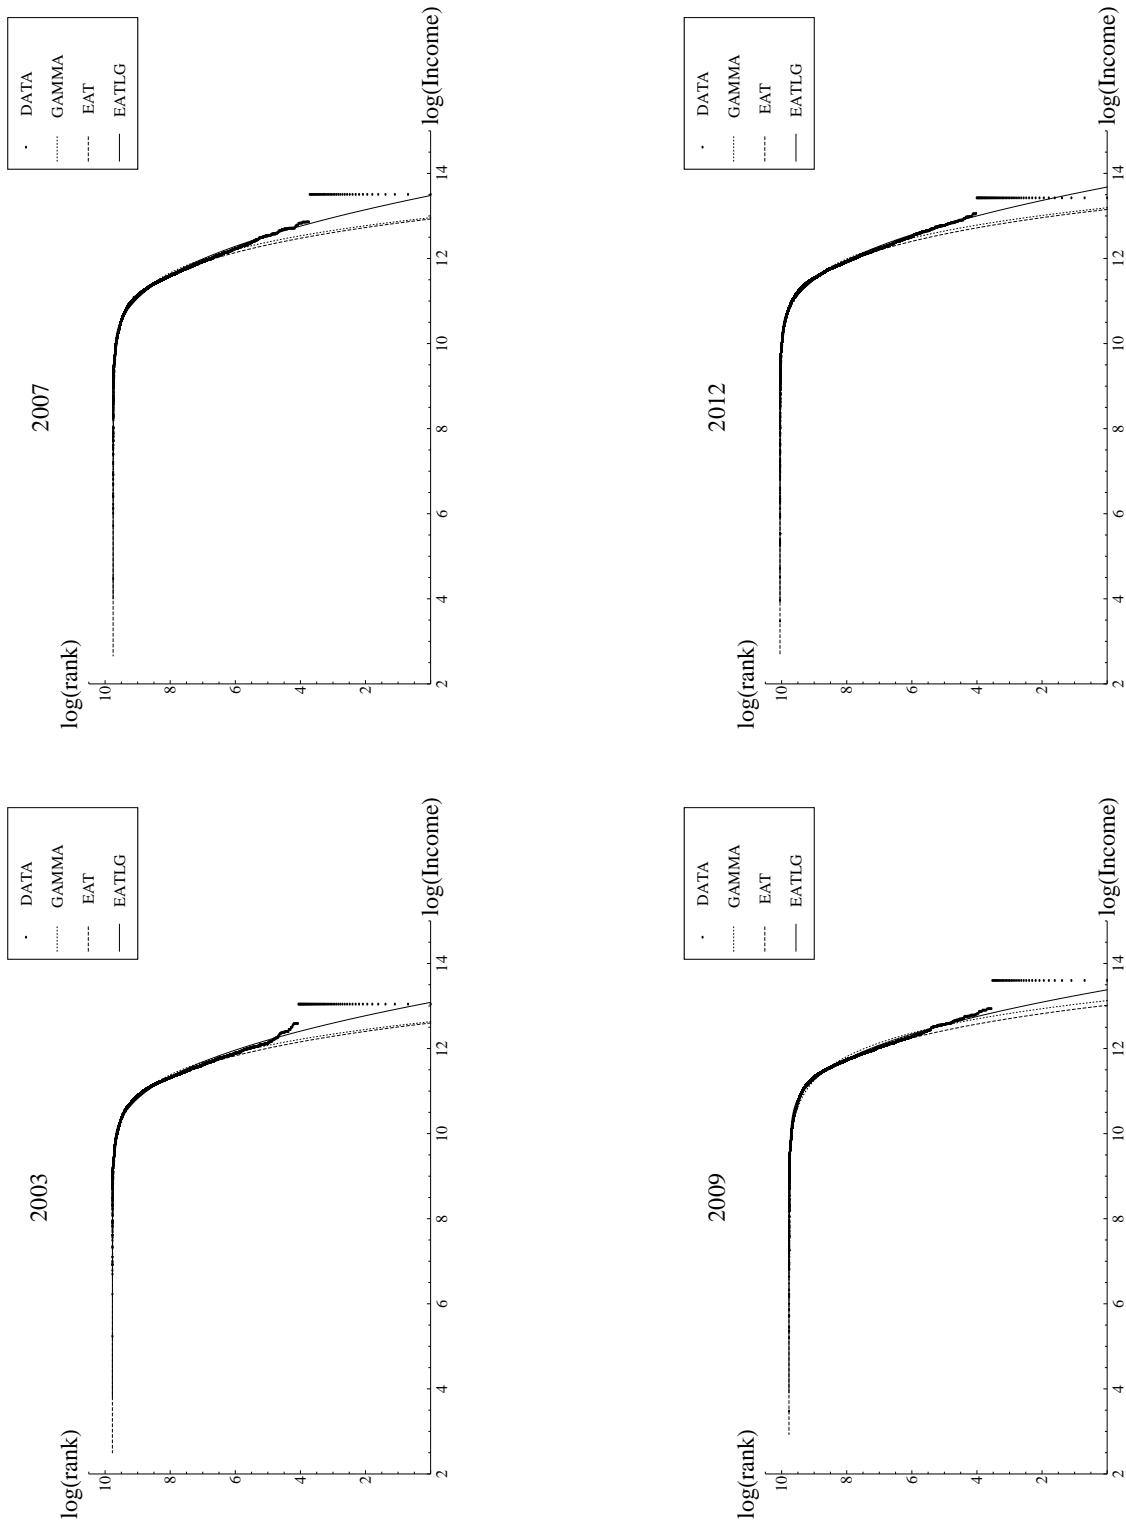 2003
log(rank)
10
8
6
4
2
2 4 6 8 10 12 14
log(Income)
DATA
GAMMA
EAT
EATLG
2007
log(rank)
10
8
6
4
2
2 4 6 8 10 12 14
log(Income)
DATA
GAMMA
EAT
EATLG
2009
log(rank)
10
8
6
4
2
2 4 6 8 10 12 14
log(Income)
DATA
GAMMA
EAT
EATLG
2012
log(rank)
10
8
6
4
2
2 4 6 8 10 12 14
log(Income)
DATA
GAMMA
EAT
EATLG